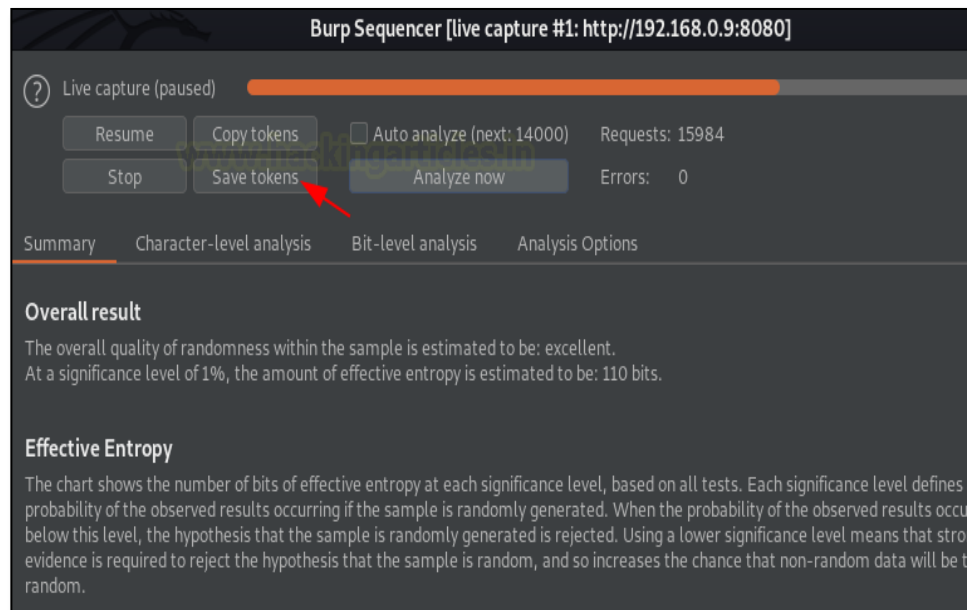 Burp Sequencer [live capture #1: http://192.168.0.9:8080]
? Live capture (paused)
Resume Copy tokens Auto analyze (next: 14000) Requests: 15984
www.hackingarticles.in
Stop Save tokens Analyze now Errors: 0
Summary Character-level analysis Bit-level analysis Analysis Options
Overall result
The overall quality of randomness within the sample is estimated to be: excellent.
At a significance level of 1%, the amount of effective entropy is estimated to be: 110 bits.
Effective Entropy
The chart shows the number of bits of effective entropy at each significance level, based on all tests. Each significance level defines
probability of the observed results occurring if the sample is randomly generated. When the probability of the observed results occu
below this level, the hypothesis that the sample is randomly generated is rejected. Using a lower significance level means that stro
evidence is required to reject the hypothesis that the sample is random, and so increases the chance that non-random data will be t
random.